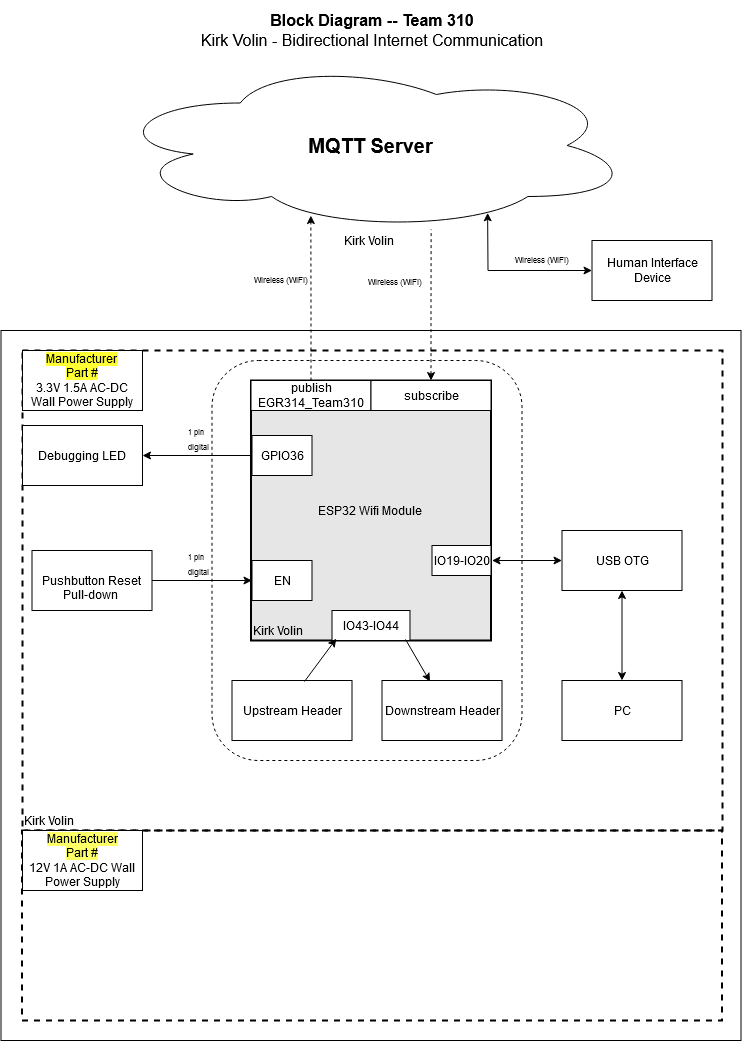 Block Diagram -- Team 310
Kirk Volin - Bidirectional Internet Communication
MQTT Server
Kirk Volin
Wireless (WiFI)
Wireless (WiFI)
Wireless (WiFI)
Human Interface
Device
Manufacturer
Part #
3.3V 1.5A AC-DC
Wall Power Supply
publish
EGR314_Team310
subscribe
Debugging LED
1 pin
digital
GPIO36
ESP32 Wifi Module
Pushbutton Reset
Pull-down
1 pin
digital
EN
IO19-IO20
USB OTG
Kirk Volin
IO43-IO44
Upstream Header
Downstream Header
PC
Kirk Volin
Manufacturer
Part #
12V 1A AC-DC Wall
Power Supply